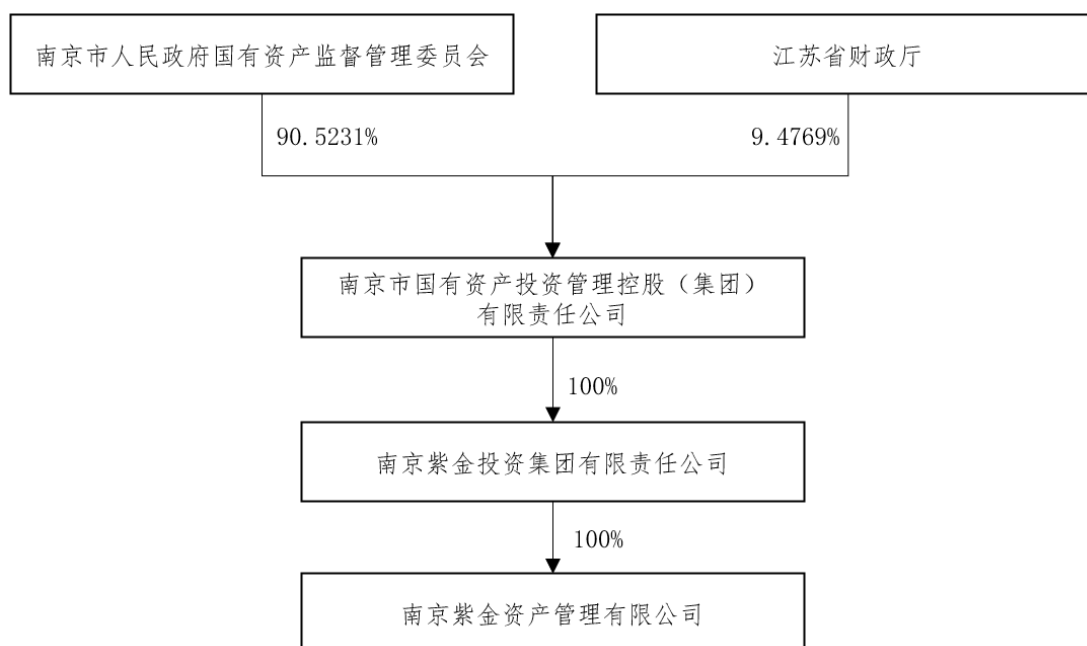 南京市人民政府国有资产监督管理委员会
江苏省财政厅
90.5231%
9.4769%
南京市国有资产投资管理控股（集团）
有限责任公司
100%
南京紫金投资集团有限责任公司
100%
南京紫金资产管理有限公司